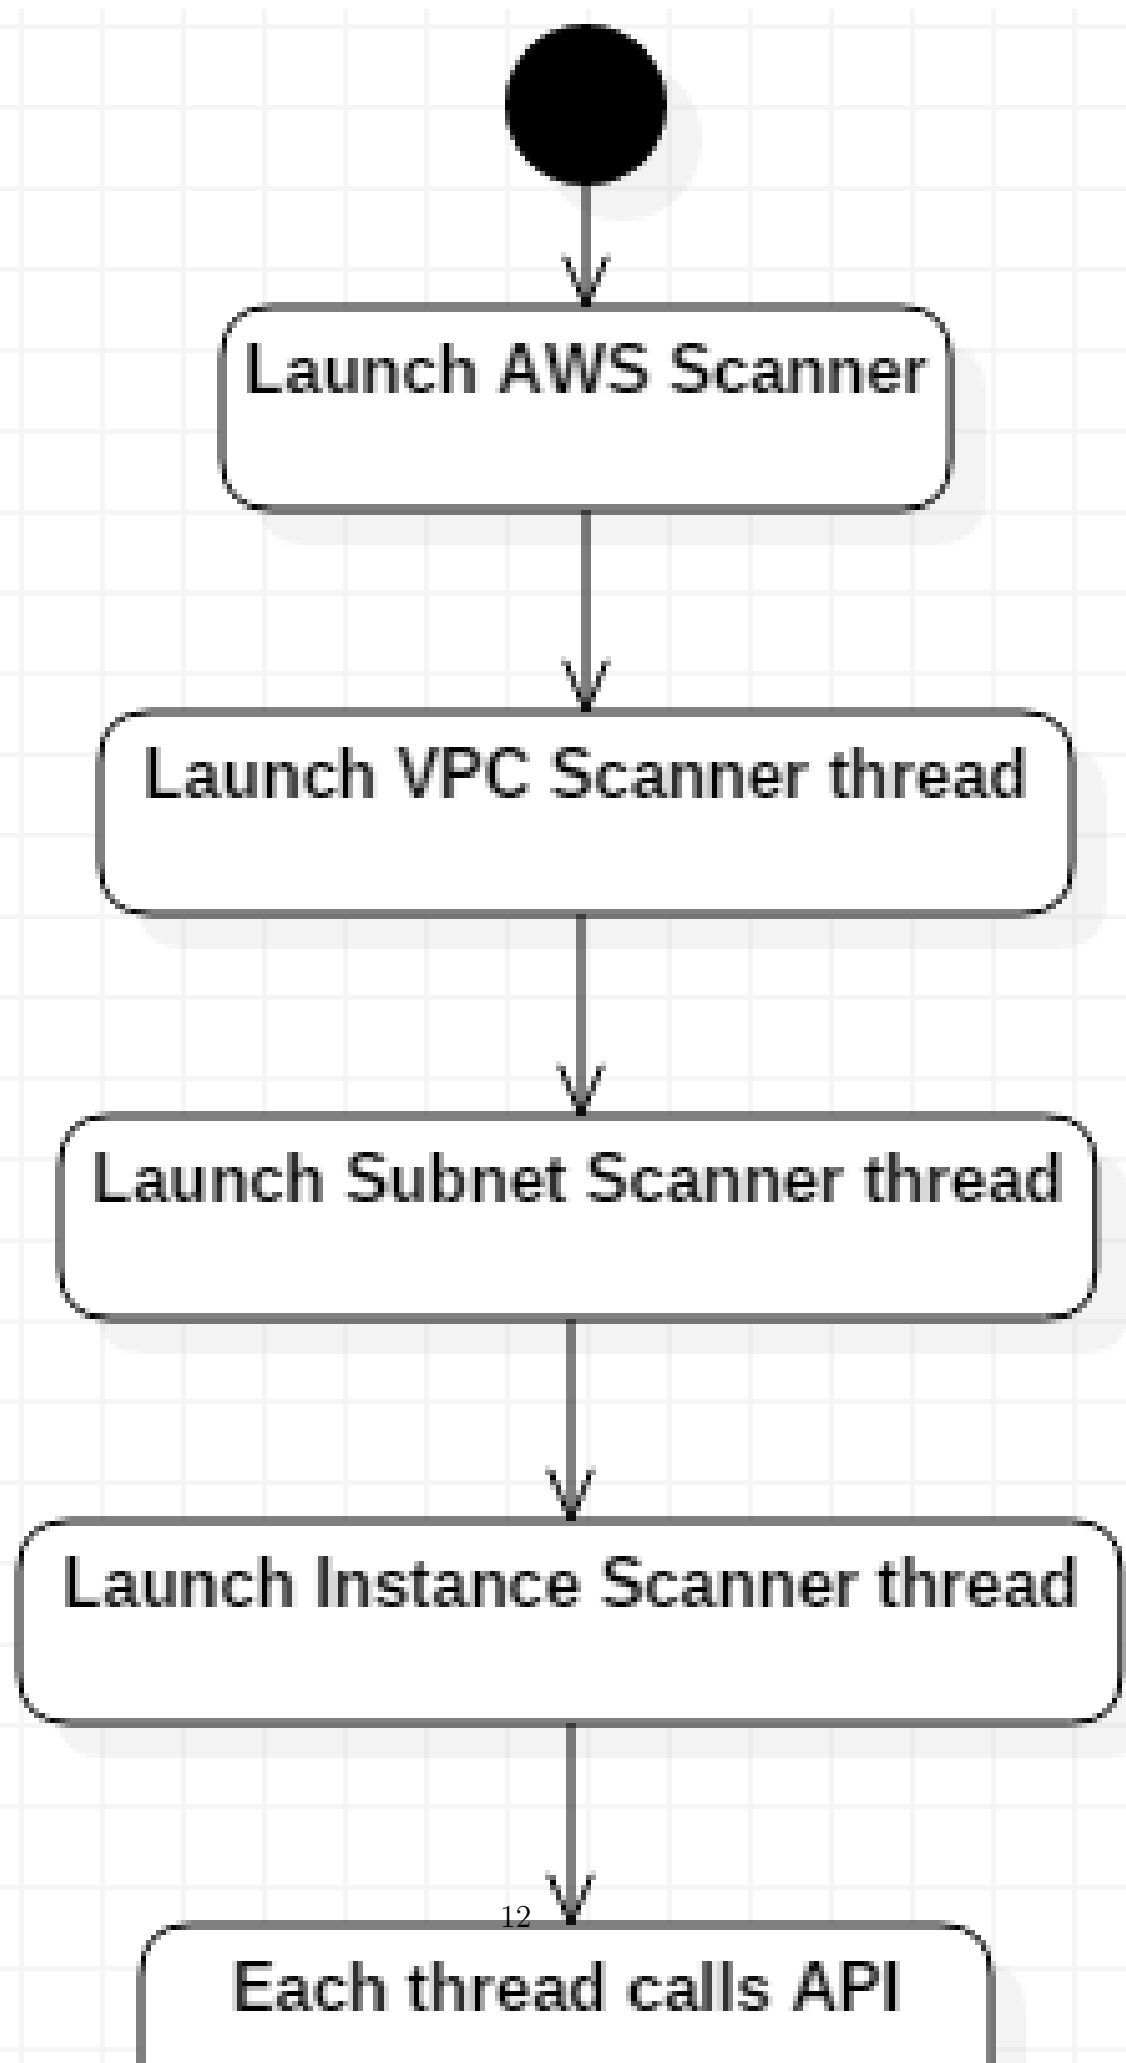 Launch AWS Scanner
Launch VPC Scanner thread
Launch Subnet Scanner thread
Launch Instance Scanner thread
12
Each thread calls API